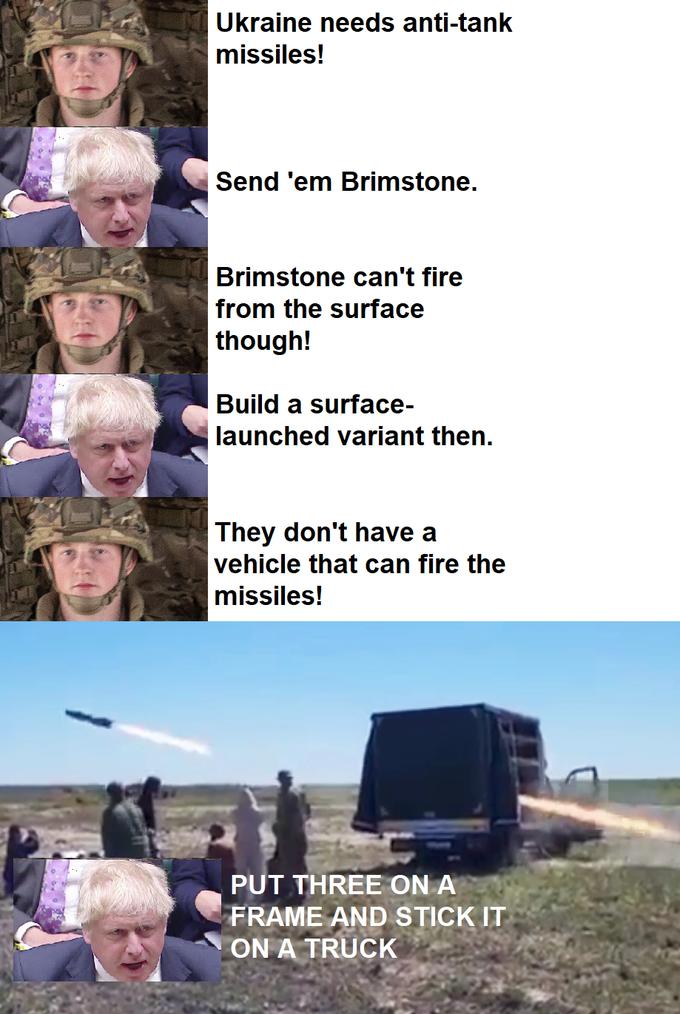 Ukraine needs anti-tank
missiles!
Send 'em Brimstone.
Brimstone can't fire
from the surface
though!
Build a surface-
launched variant then.
They don't have a
vehicle that can fire the
missiles!
PUT THREE ON A
FRAME AND STICK IT
ON A TRUCK